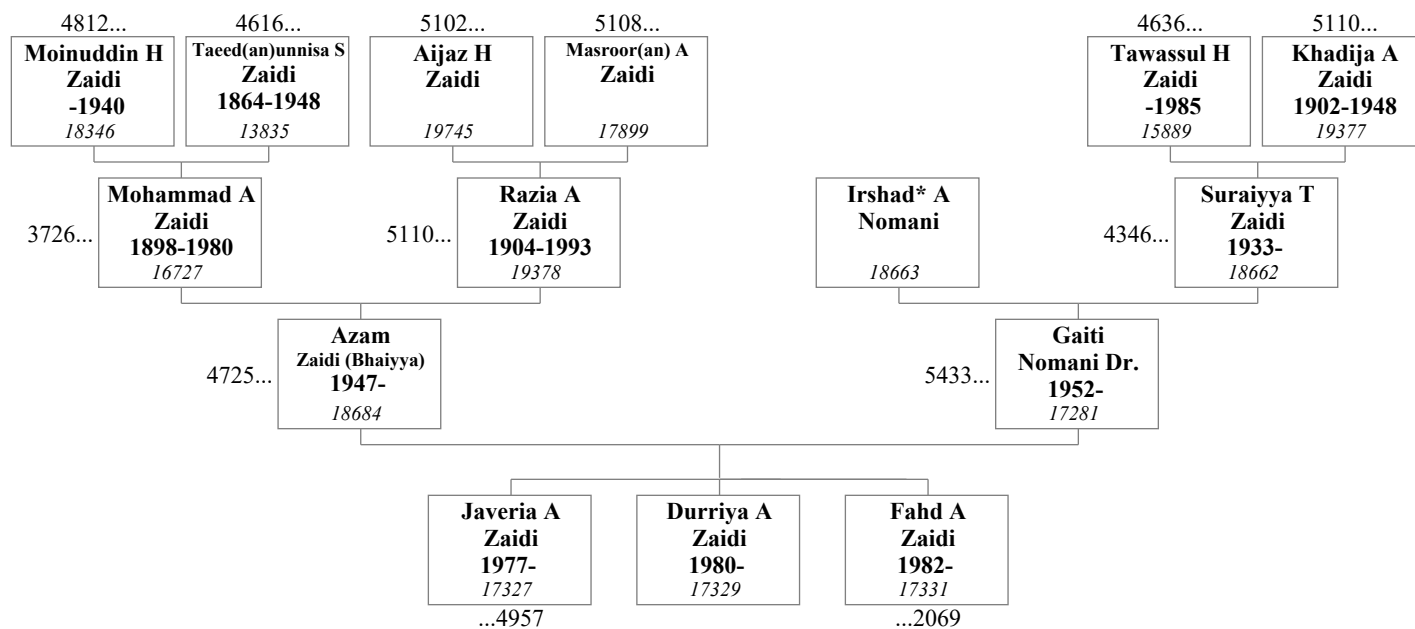 4812...
4616...
5102...
5108...
4636...
5110...
Moinuddin H
Zaidi
-1940
18346
Taeed(an)unnisa S
Zaidi
1864-1948
13835
Aijaz H
Zaidi
19745
Masroor(an) A
Zaidi
17899
Tawassul H
Zaidi
-1985
15889
Khadija A
Zaidi
1902-1948
19377
3726...
Mohammad A
Zaidi
1898-1980
16727
5110...
Razia A
Zaidi
1904-1993
19378
Irshad* A
Nomani
18663
4346...
Suraiyya T
Zaidi
1933-
18662
4725...
Azam
Zaidi (Bhaiyya)
1947-
18684
5433...
Gaiti
Nomani Dr.
1952-
17281
Javeria A
Zaidi
1977-
17327
...4957
Durriya A
Zaidi
1980-
17329
Fahd A
Zaidi
1982-
17331
...2069